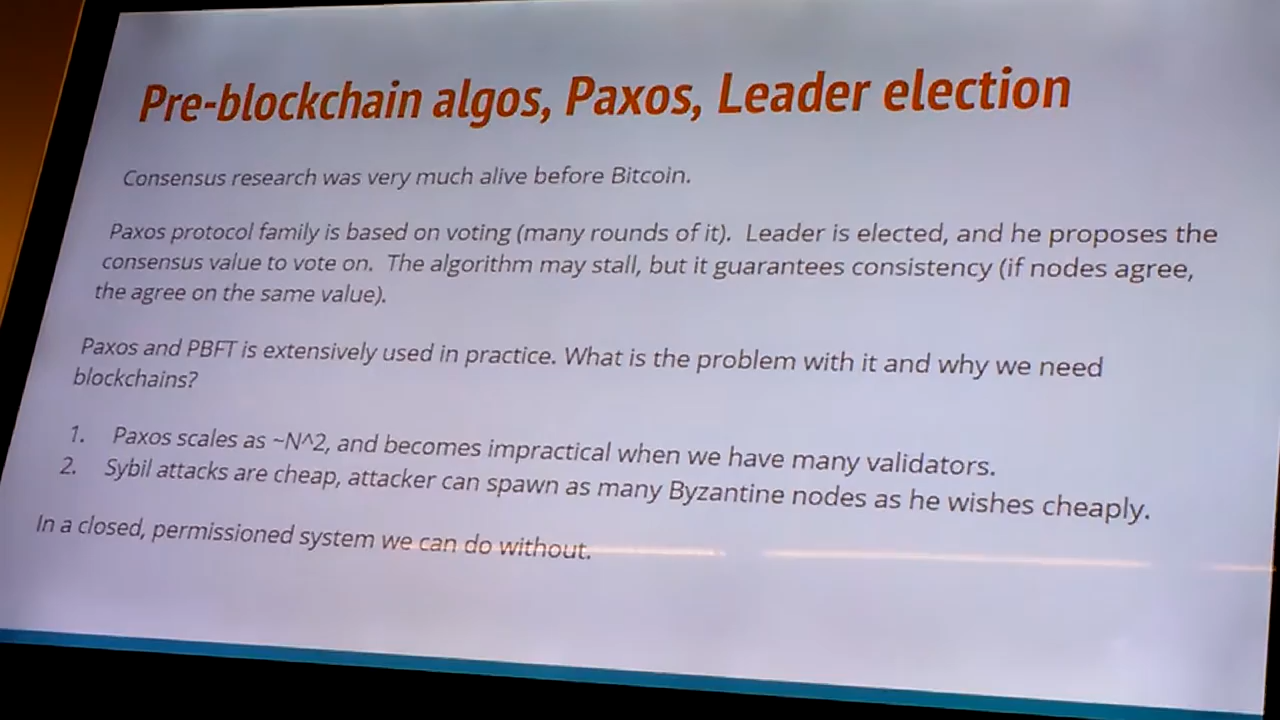 Pre-blockchain algos, Paxos, Leader election
Consensus research was very much alive before Bitcoin.
Paxos protocol family is based on voting (many rounds of it). Leader is elected, and he proposes the
consensus value to vote on. The algorithm may stall, but it guarantees consistency (if nodes agree,
the agree on the same value).
Paxos and PBFT is extensively used in practice. What is the problem with it and why we need
blockchains?
1. Paxos scales as ~N^2, and becomes impractical when we have many validators.
2. Sybil attacks are cheap, attacker can spawn as many Byzantine nodes as he wishes cheaply.
In a closed, permissioned system we can do without.